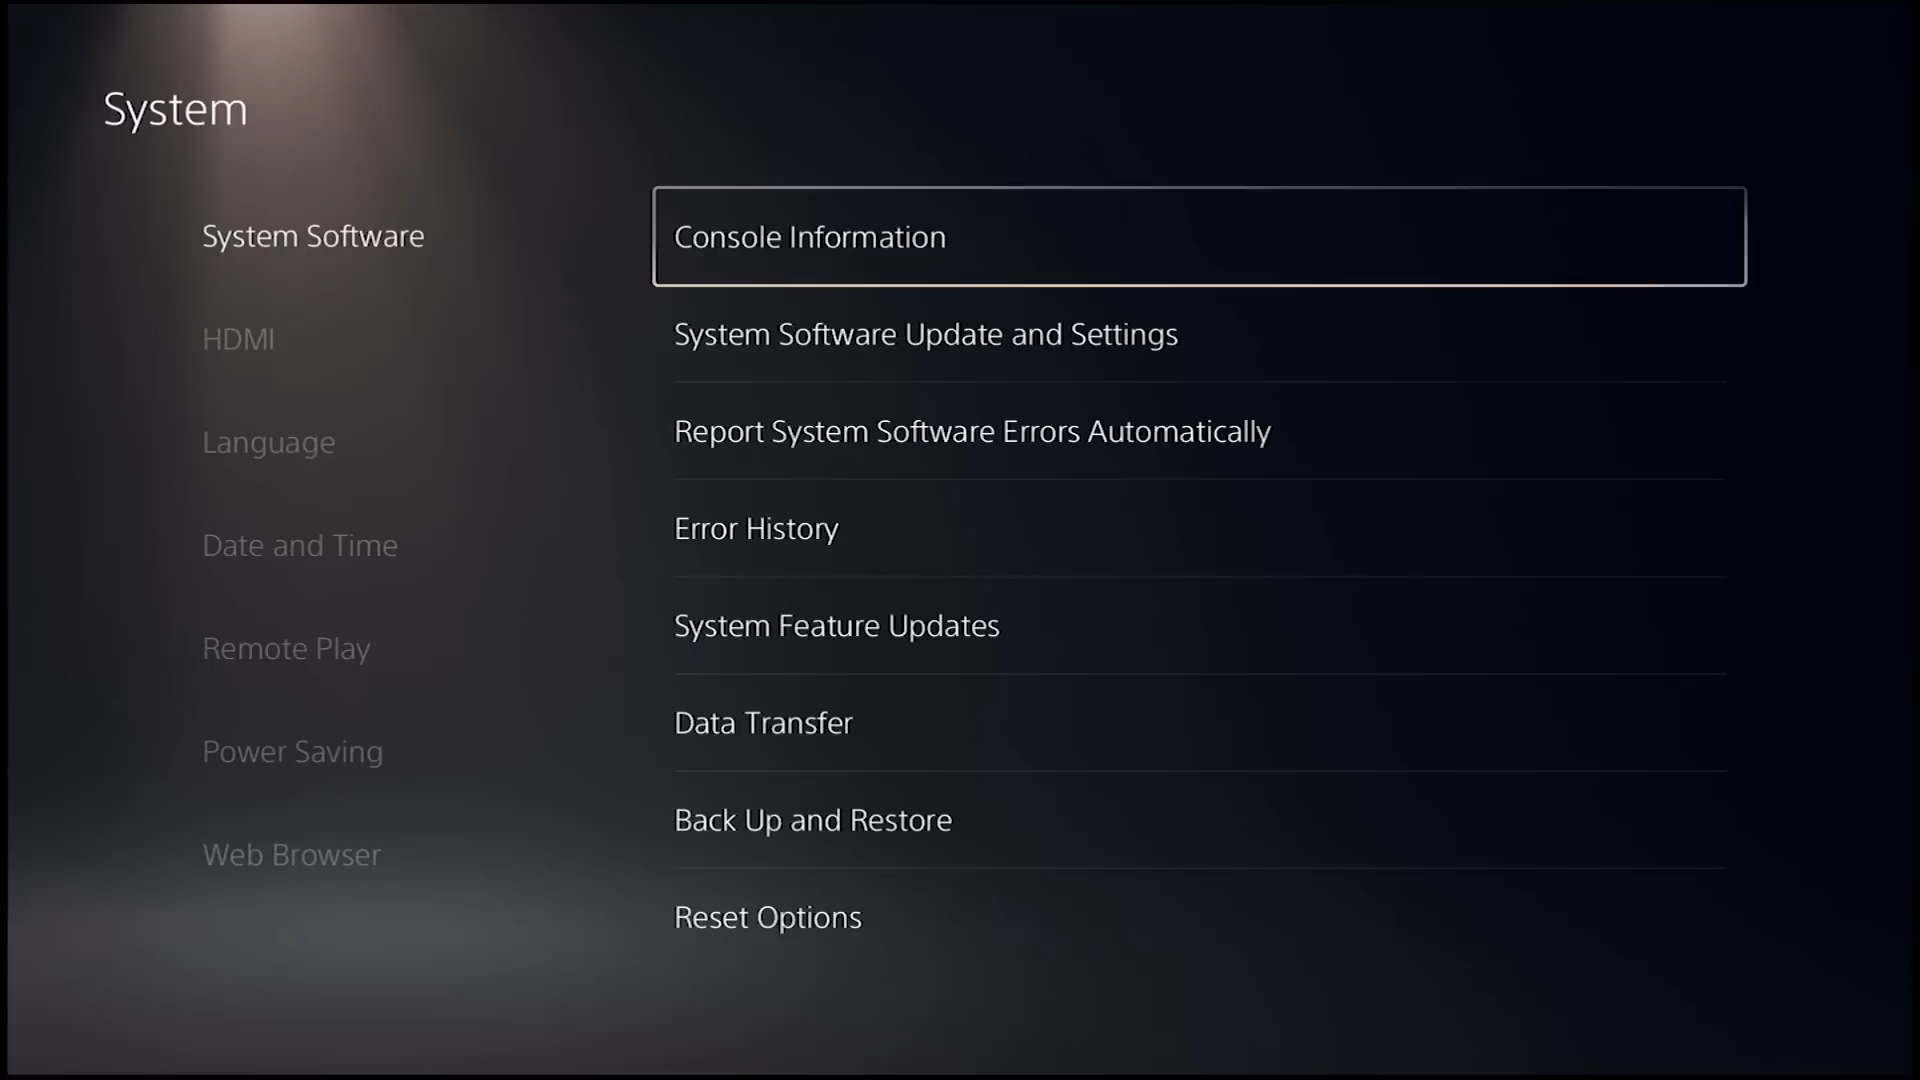 System
System Software
HDMI
Language
Date and Time
Remote Play
Power Saving
Web Browser
Console Information
System Software Update and Settings
Report System Software Errors Automatically
Error History
System Feature Updates
Data Transfer
Back Up and Restore
Reset Options